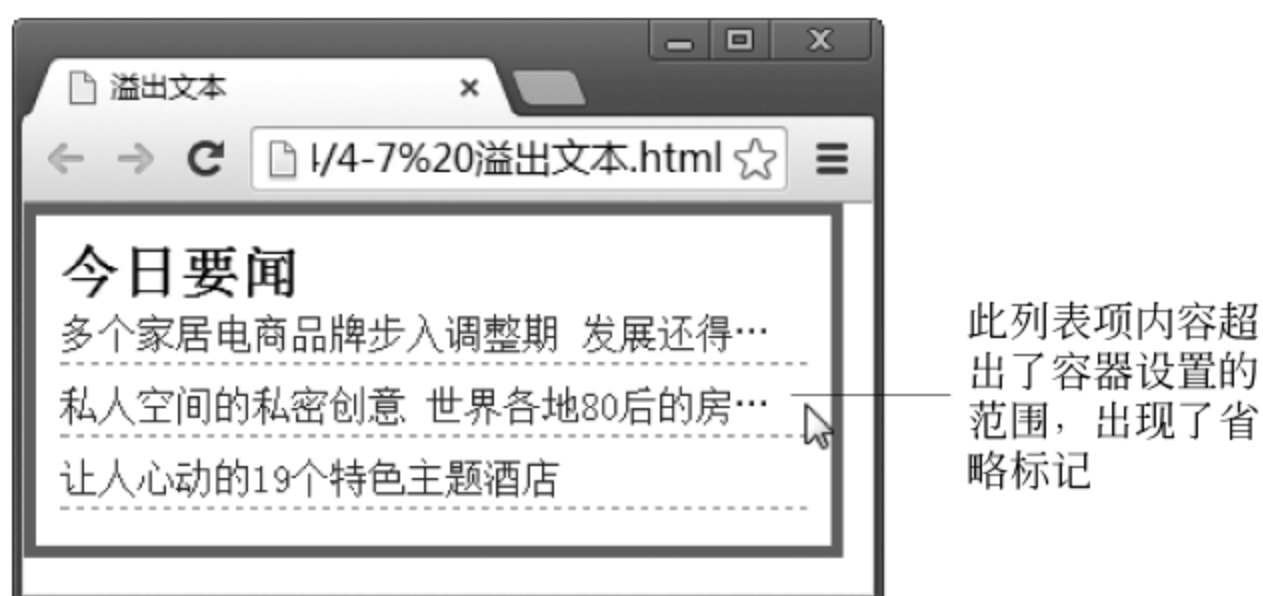 溢出文本
4/4-7%20溢出文本.html
今日要闻
多个家居电商品牌步入调整期 发展还得…
私人空间的私密创意 世界各地80后的房…
让人心动的19个特色主题酒店
此列表项内容超
出了容器设置的
范围，出现了省
略标记